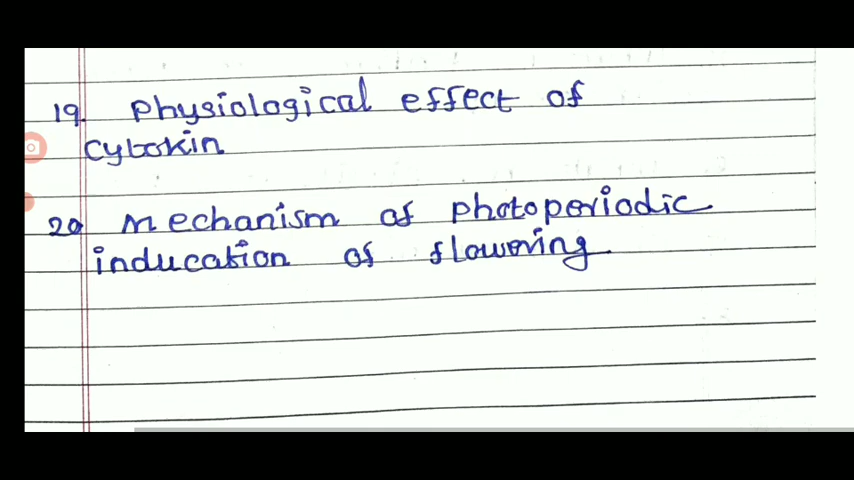 19. Physiological effect of
Cytokin
20 Mechanism of photoperiodic
inducation of flowering